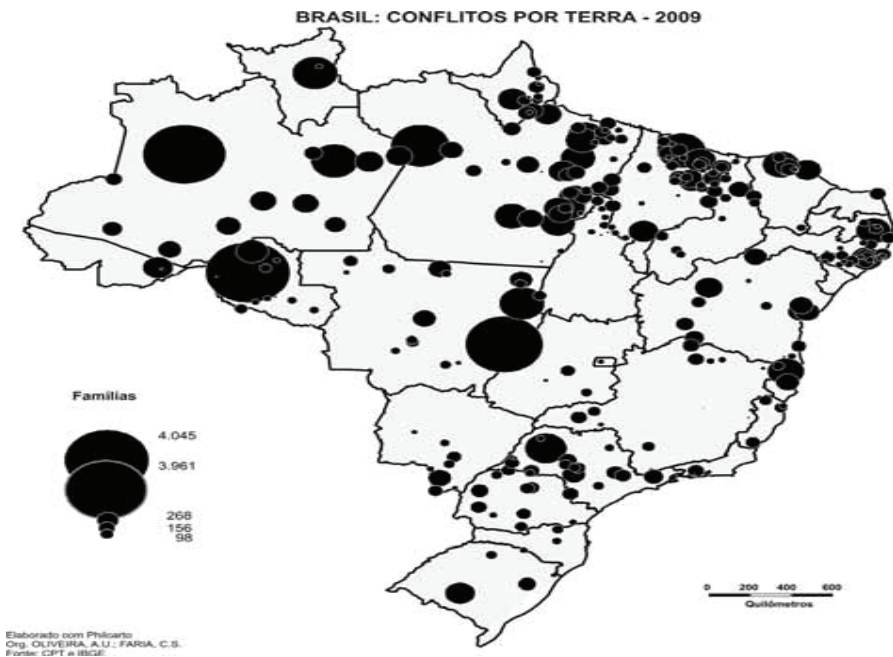 BRASIL: CONFLITOS POR TERRA - 2009
Famílias
4.045
3.961
268
156
98
0 200 400 600
Quilômetros
Elaborado com Philcarto
Org. OLIVEIRA, A.U.; FARIA, C.S.
Fonte: CPT e IBGE